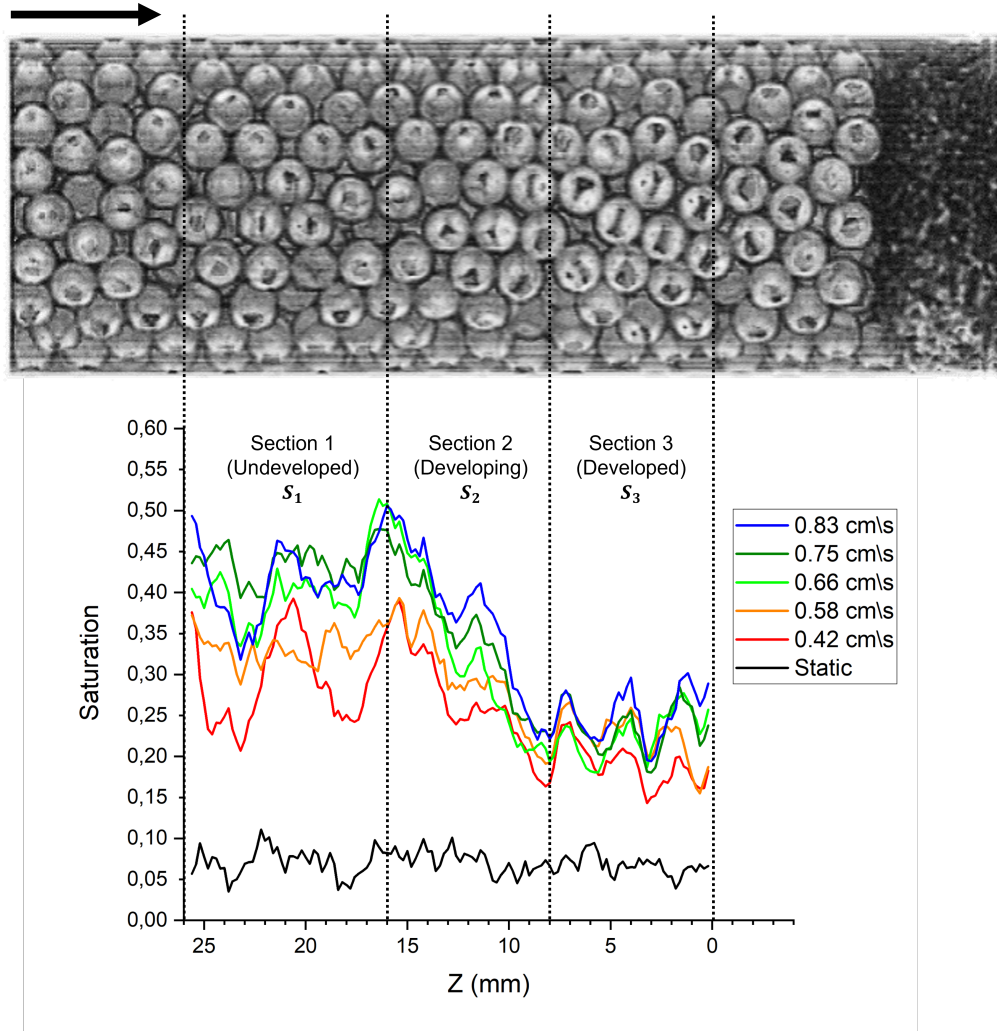 Section 1
(Undeveloped)
S₁
Section 2
(Developing)
S₂
Section 3
(Developed)
S₃
0,60
0,55
0,50
0,45
0,40
0,35
0,30
0,25
0,20
0,15
0,10
0,05
0,00
Saturation
25 20 15 10 5 0
Z (mm)
0.83 cm\s
0.75 cm\s
0.66 cm\s
0.58 cm\s
0.42 cm\s
Static